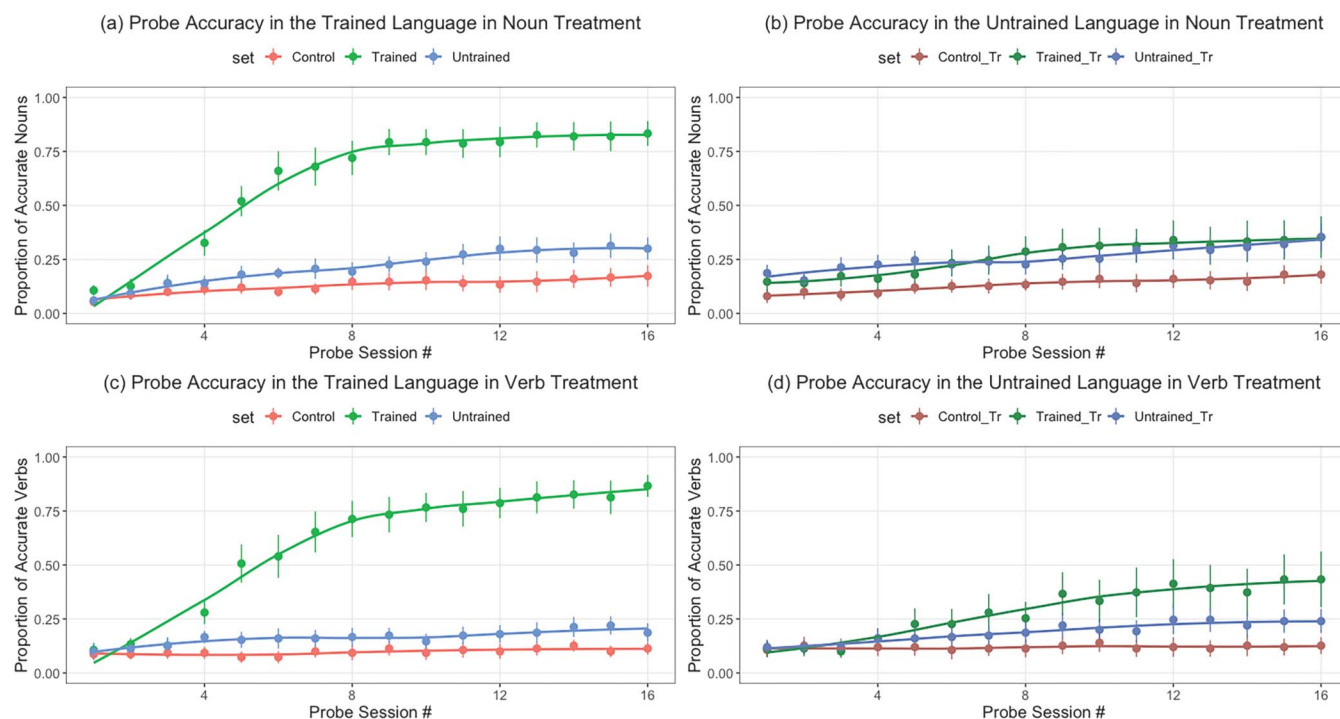 (a) Probe Accuracy in the Trained Language in Noun Treatment
set Control Trained Untrained
Proportion of Accurate Nouns
1.00
0.75
0.50
0.25
0.00
4 8 12 16
Probe Session #
(b) Probe Accuracy in the Untrained Language in Noun Treatment
set Control_Tr Trained_Tr Untrained_Tr
Proportion of Accurate Nouns
1.00
0.75
0.50
0.25
0.00
4 8 12 16
Probe Session #
(c) Probe Accuracy in the Trained Language in Verb Treatment
set Control Trained Untrained
Proportion of Accurate Verbs
1.00
0.75
0.50
0.25
0.00
4 8 12 16
Probe Session #
(d) Probe Accuracy in the Untrained Language in Verb Treatment
set Control_Tr Trained_Tr Untrained_Tr
Proportion of Accurate Verbs
1.00
0.75
0.50
0.25
0.00
4 8 12 16
Probe Session #